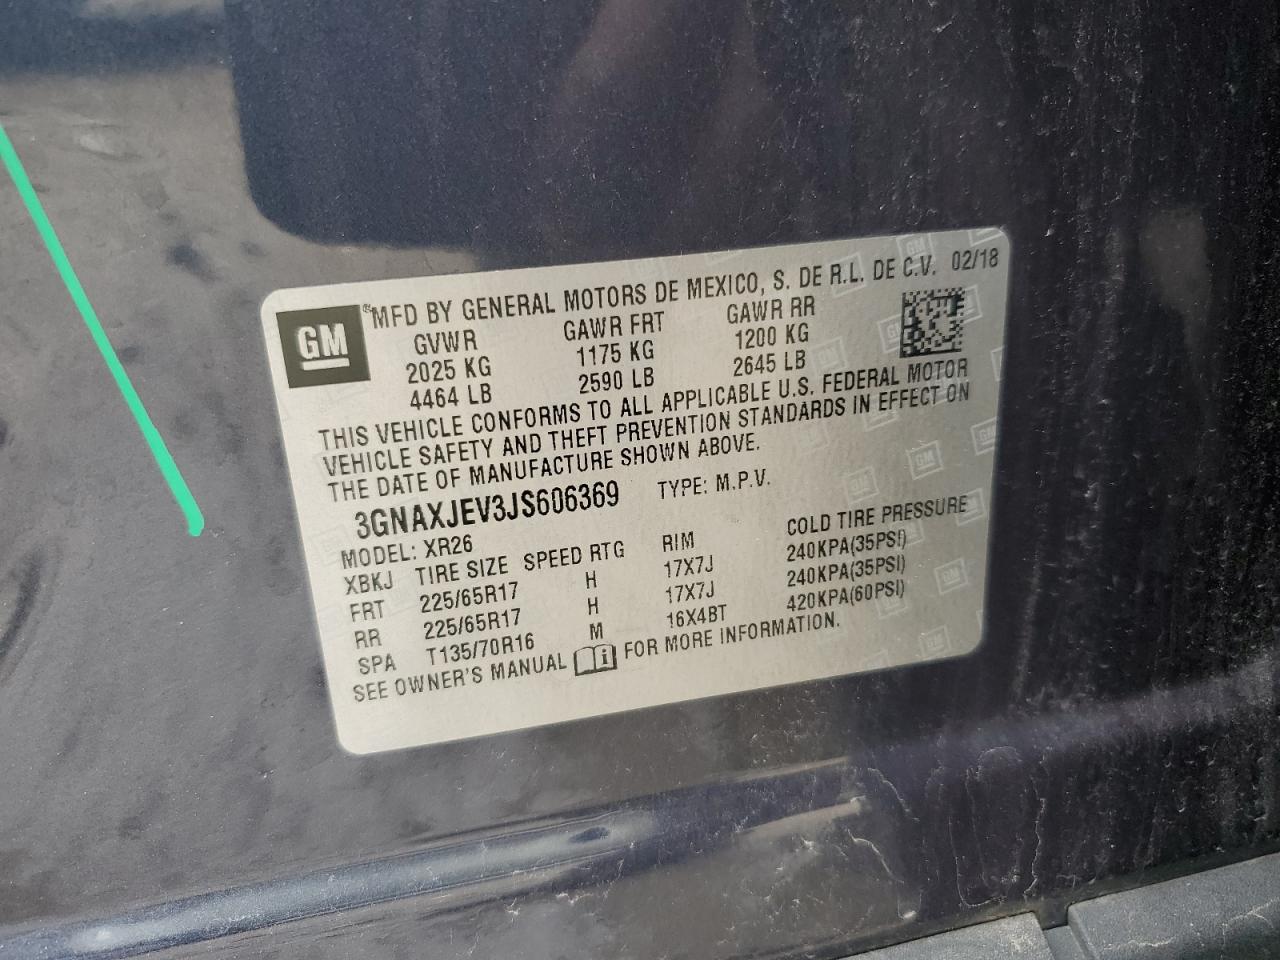 GM
®MFD BY GENERAL MOTORS DE MEXICO, S. DE R.L. DE C.V. 02/18
GVWR GAWR FRT GAWR RR
2025 KG 1175 KG 1200 KG
4464 LB 2590 LB 2645 LB
THIS VEHICLE CONFORMS TO ALL APPLICABLE U.S. FEDERAL MOTOR
VEHICLE SAFETY AND THEFT PREVENTION STANDARDS IN EFFECT ON
THE DATE OF MANUFACTURE SHOWN ABOVE.
3GNAXJEV3JS606369 TYPE: M.P.V.
MODEL: XR26
XBKJ TIRE SIZE SPEED RTG RIM COLD TIRE PRESSURE
FRT 225/65R17 H 17X7J 240KPA(35PSI)
RR 225/65R17 H 17X7J 240KPA(35PSI)
SPA T135/70R16 M 16X4BT 420KPA(60PSI)
SEE OWNER'S MANUAL FOR MORE INFORMATION.